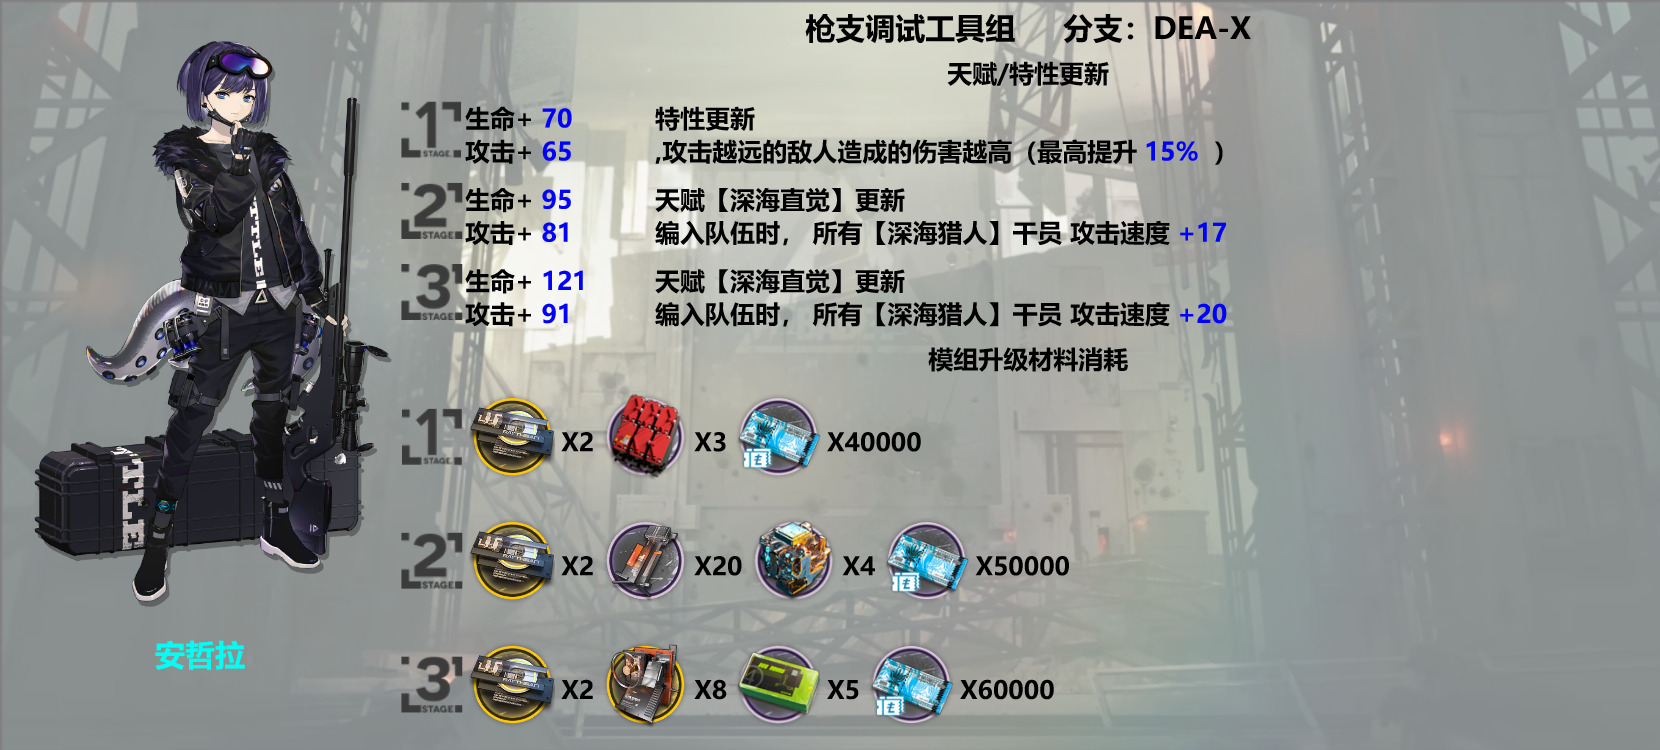 枪支调试工具组 分支：DEA-X
天赋/特性更新
1 STAGE.
生命+ 70 特性更新
攻击+ 65 ,攻击越远的敌人造成的伤害越高（最高提升 15% ）
2 STAGE.
生命+ 95 天赋【深海直觉】更新
攻击+ 81 编入队伍时， 所有【深海猎人】干员 攻击速度 +17
3 STAGE.
生命+ 121 天赋【深海直觉】更新
攻击+ 91 编入队伍时， 所有【深海猎人】干员 攻击速度 +20
模组升级材料消耗
1 STAGE. X2 X3 X40000
2 STAGE. X2 X20 X4 X50000
3 STAGE. X2 X8 X5 X60000
安哲拉